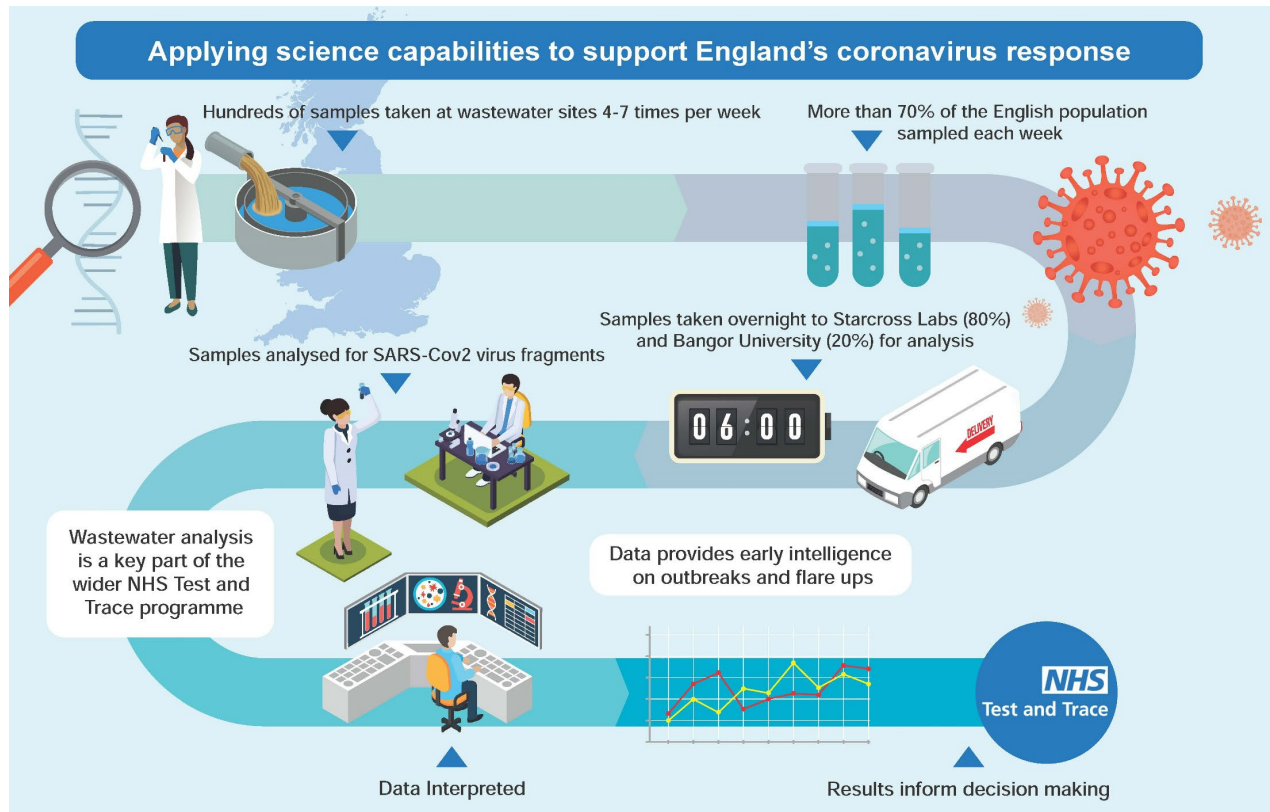 Applying science capabilities to support England's coronavirus response
Hundreds of samples taken at wastewater sites 4-7 times per week
More than 70% of the English population
sampled each week
Samples taken overnight to Starcross Labs (80%)
and Bangor University (20%) for analysis
06:00
DELIVERY
Samples analysed for SARS-Cov2 virus fragments
Wastewater analysis
is a key part of the
wider NHS Test and
Trace programme
Data provides early intelligence
on outbreaks and flare ups
Data Interpreted
NHS
Test and Trace
Results inform decision making